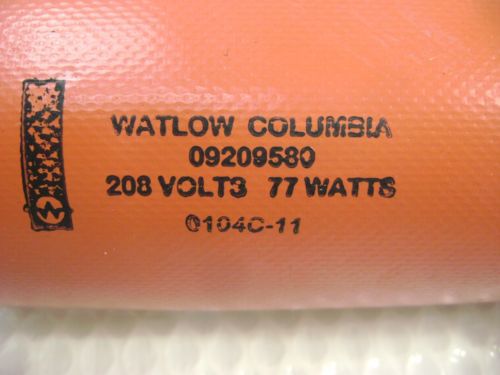 WATLOW COLUMBIA
09209580
208 VOLTS 77 WATTS
0104C-11